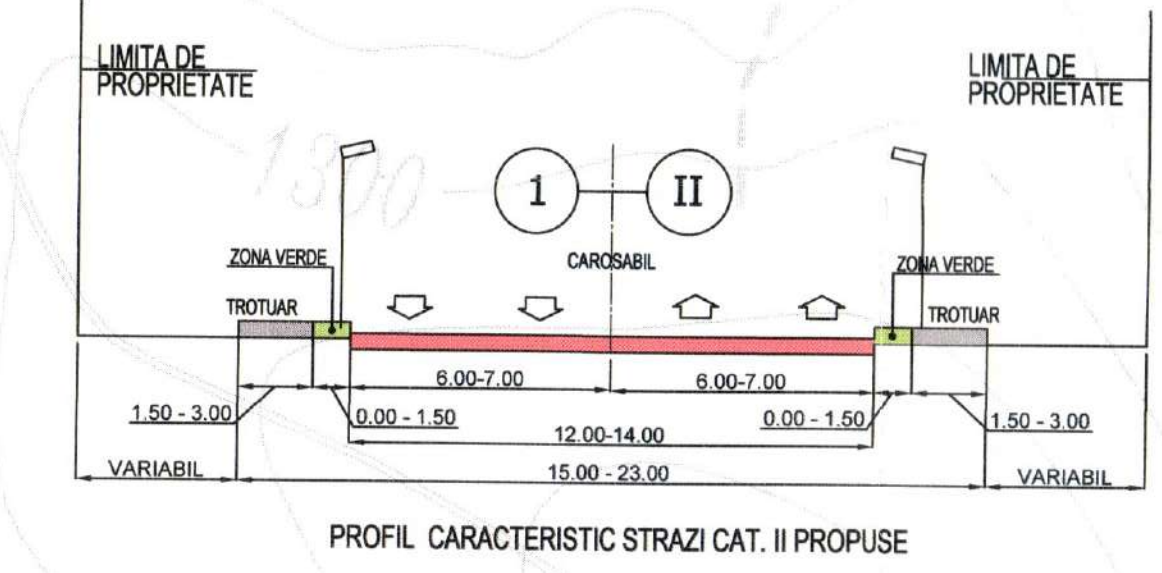 LIMITA DE
PROPRIETATE
LIMITA DE
PROPRIETATE
1300
1
II
CAROSABIL
ZONA VERDE
ZONA VERDE
TROTUAR
TROTUAR
6.00-7.00
6.00-7.00
1.50 - 3.00
0.00 - 1.50
0.00 - 1.50
1.50 - 3.00
12.00-14.00
VARIABIL
15.00 - 23.00
VARIABIL
PROFIL CARACTERISTIC STRAZI CAT. II PROPUSE